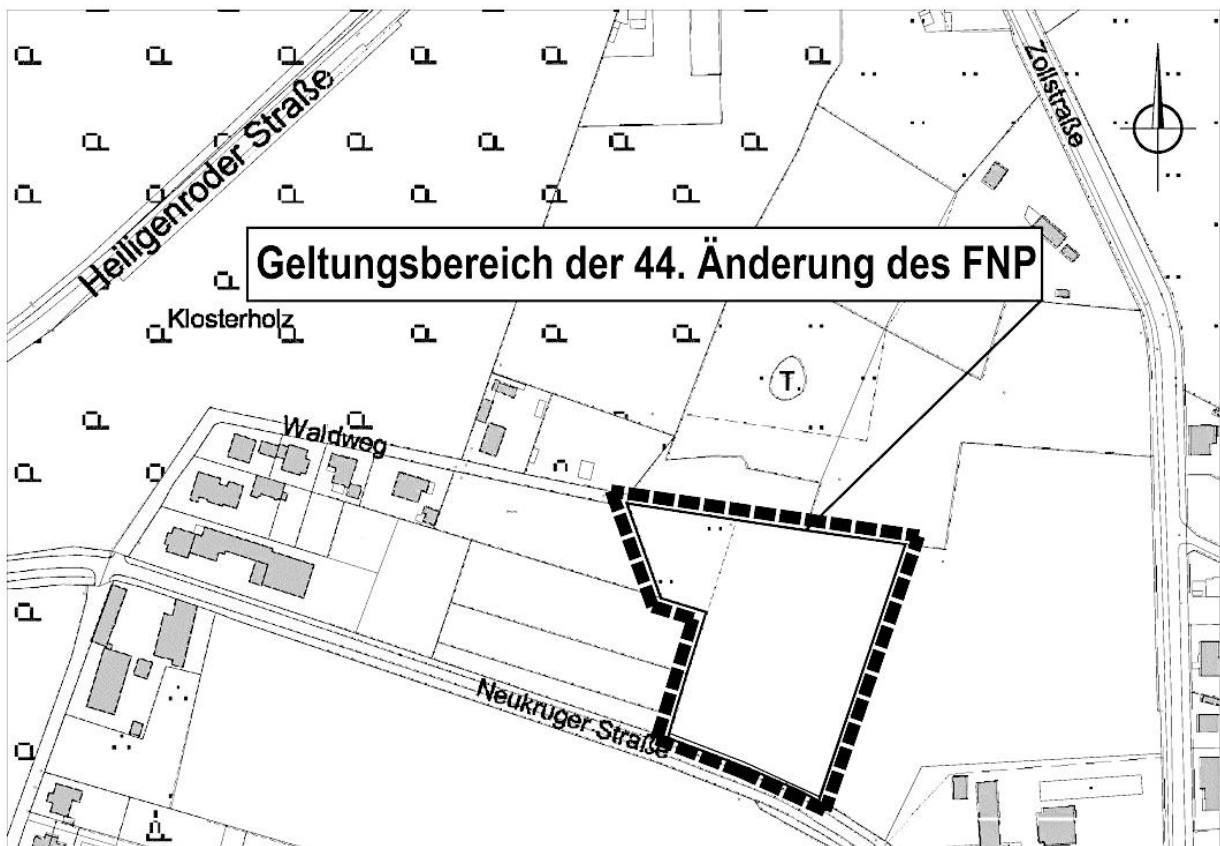 Zollstraße
Heiligenroder Straße
Geltungsbereich der 44. Änderung des FNP
Klosterholz
T.
Waldweg
Neukruger Straße